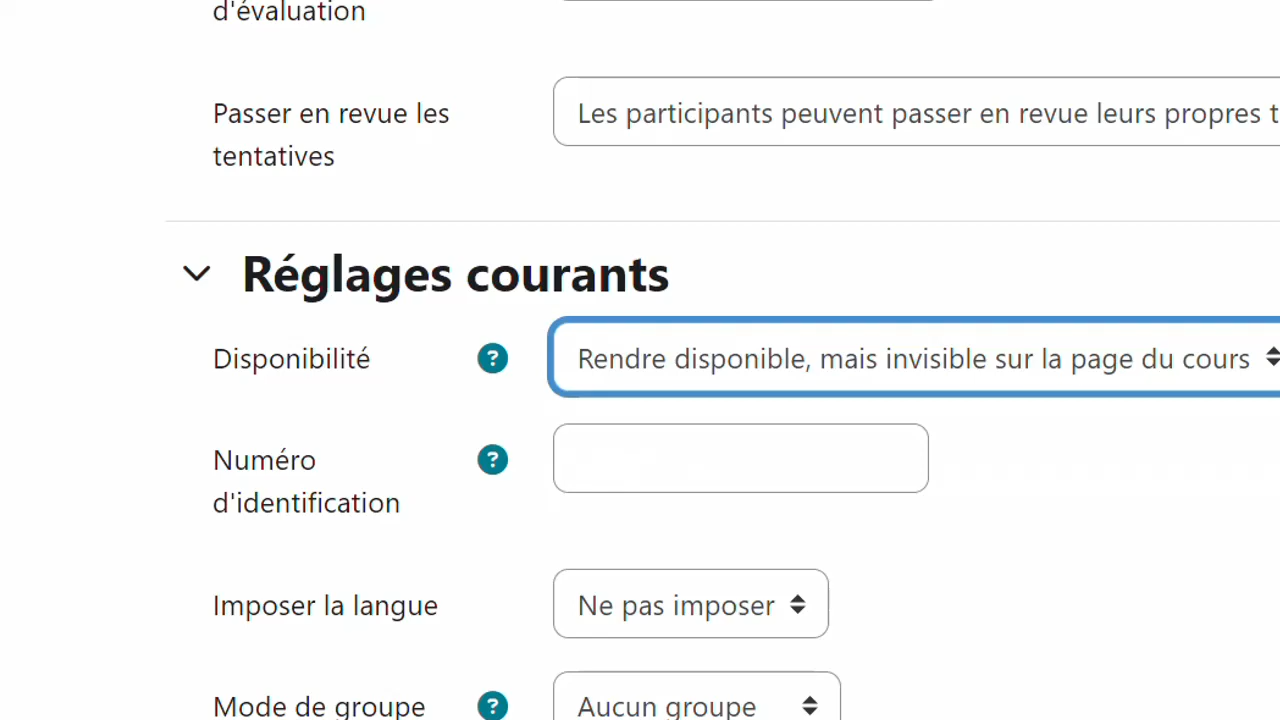 d'évaluation
Passer en revue les
tentatives
Les participants peuvent passer en revue leurs propres t
Réglages courants
Disponibilité ? Rendre disponible, mais invisible sur la page du cours
Numéro
d'identification
?
Imposer la langue Ne pas imposer
Mode de groupe ? Aucun groupe